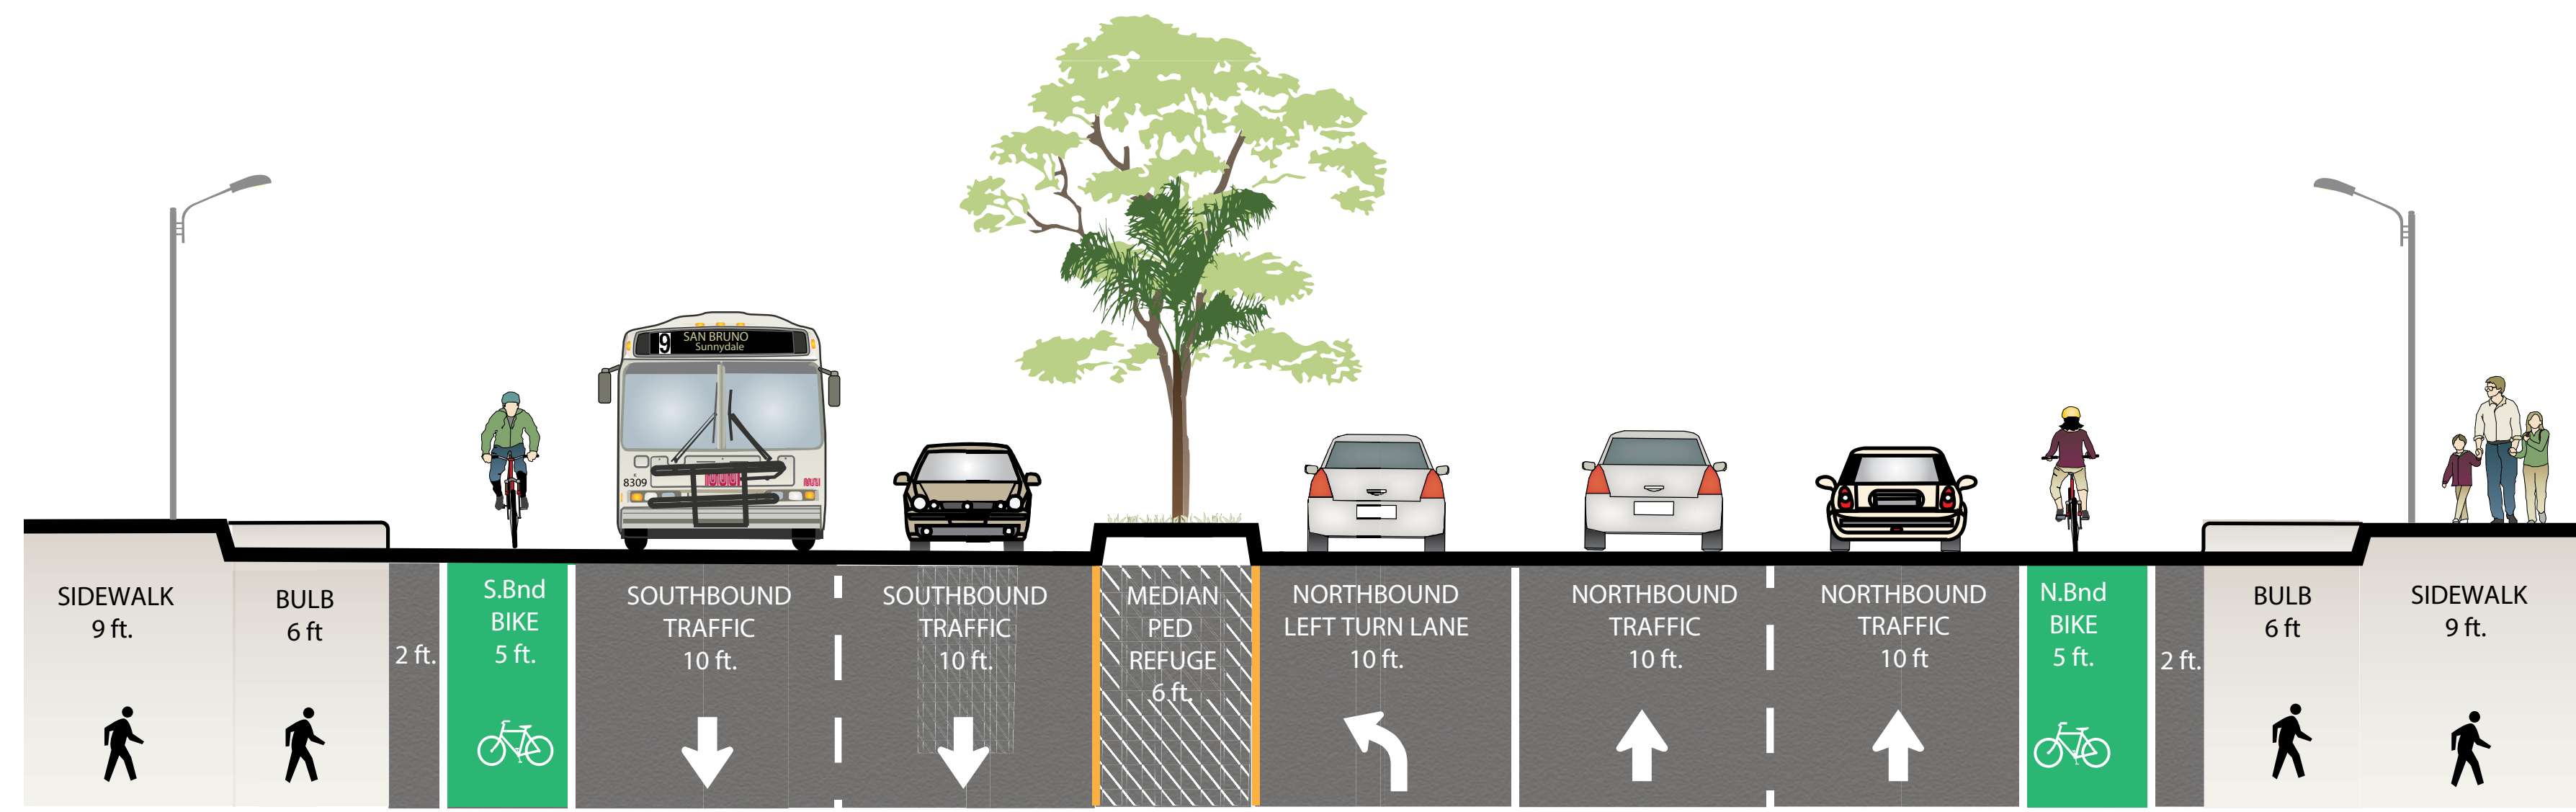 9 SAN BRUNO
Sunnydale
8309
SIDEWALK
9 ft.
BULB
6 ft
2 ft.
S.Bnd
BIKE
5 ft.
SOUTHBOUND
TRAFFIC
10 ft.
SOUTHBOUND
TRAFFIC
10 ft.
MEDIAN
PED
REFUGE
6 ft.
NORTHBOUND
LEFT TURN LANE
10 ft.
NORTHBOUND
TRAFFIC
10 ft.
NORTHBOUND
TRAFFIC
10 ft
N.Bnd
BIKE
5 ft.
2 ft.
BULB
6 ft
SIDEWALK
9 ft.